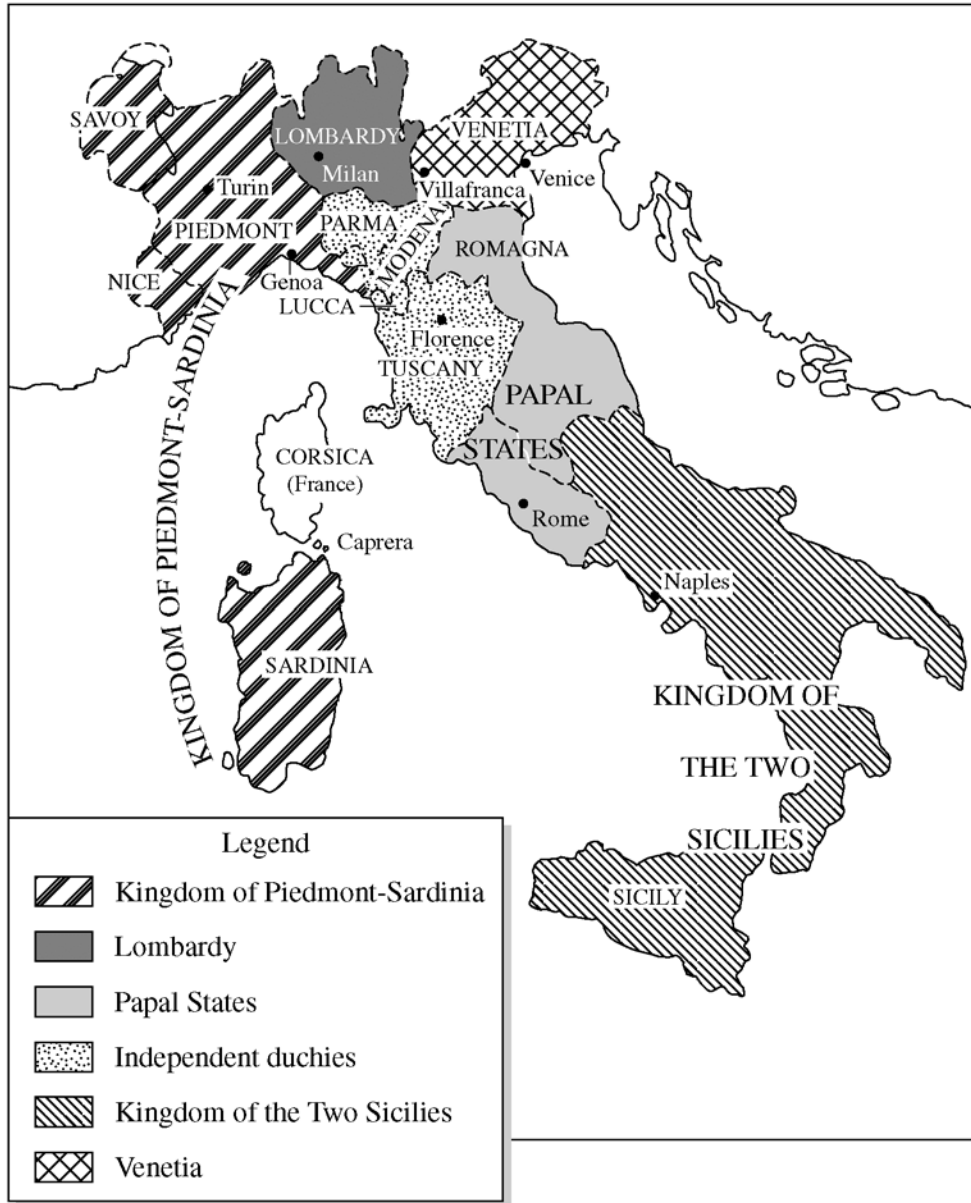 SAVOY
LOMBARDY
VENETIA
Milan
Venice
Turin
Villafranca
PARMA
PIEDMONT
MODENA
ROMAGNA
NICE
Genoa
LUCCA
Florence
TUSCANY
KINGDOM OF PIEDMONT-SARDINIA
PAPAL
STATES
CORSICA
(France)
Rome
Caprera
Naples
SARDINIA
KINGDOM OF
THE TWO
SICILIES
SICILY
Legend
Kingdom of Piedmont-Sardinia
Lombardy
Papal States
Independent duchies
Kingdom of the Two Sicilies
Venetia